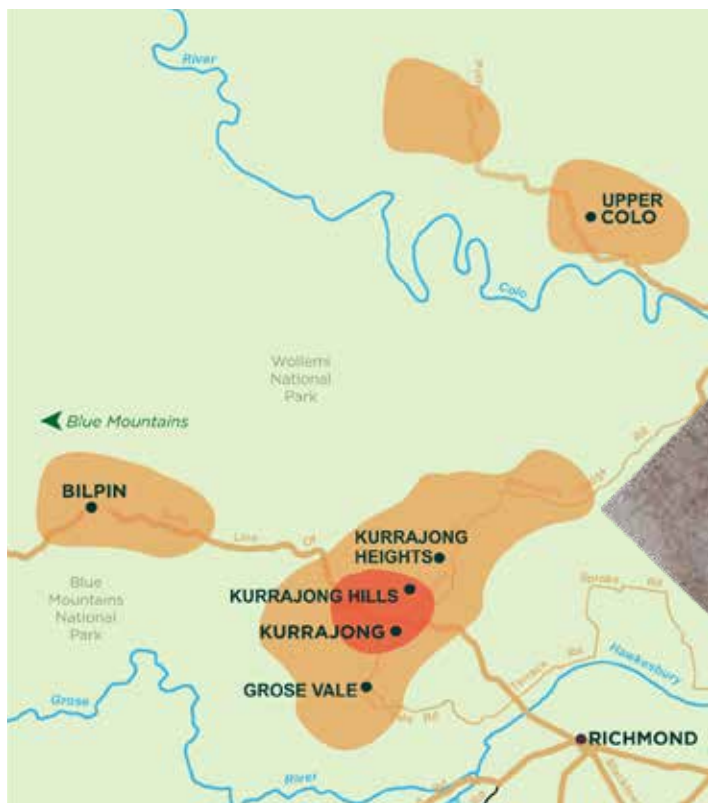 River
UPPER
COLO
Colo
Wollemi
National
Park
Blue Mountains
BILPIN
Line
Of
Rd
KURRAJONG
HEIGHTS
KURRAJONG HILLS
KURRAJONG
Blue
Mountains
National
Park
GROSE VALE
Grose
River
Terrace
Rd
Hawkesbury
Rd
RICHMOND